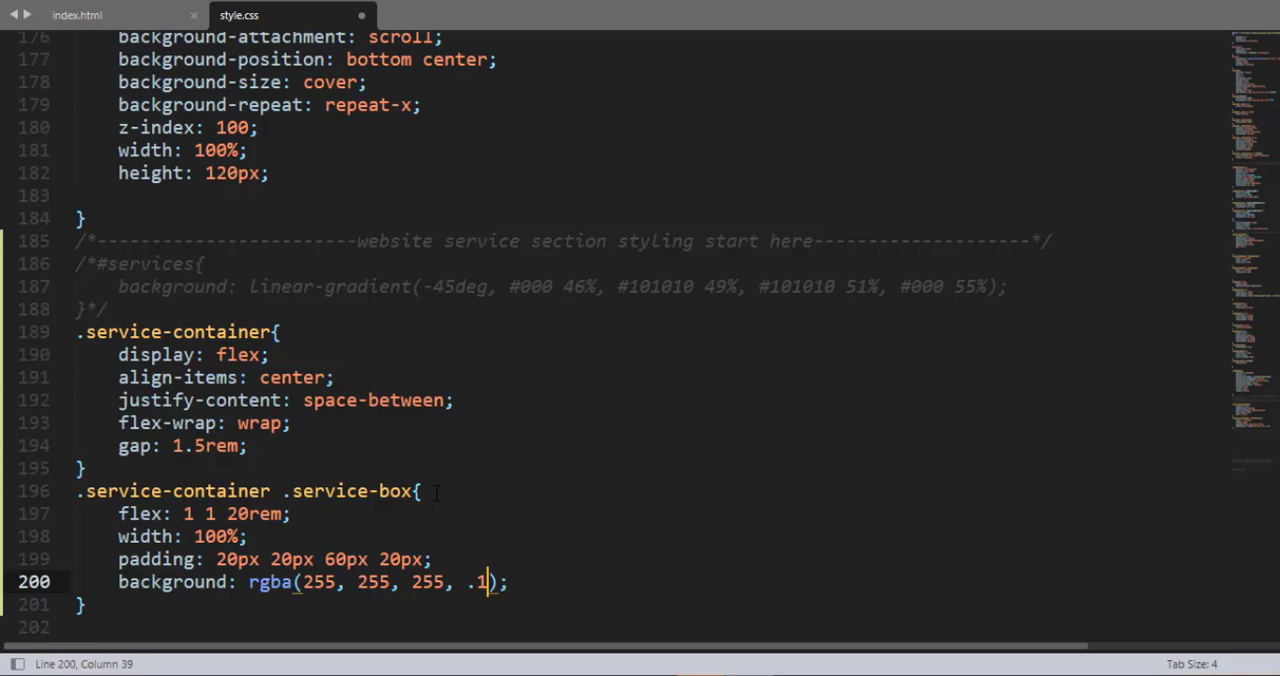 index.html ×
style.css
176 background-attachment: scroll;
177 background-position: bottom center;
178 background-size: cover;
179 background-repeat: repeat-x;
180 z-index: 100;
181 width: 100%;
182 height: 120px;
183
184 }
185 /*------------------------website service section styling start here--------------------*/
186 /*#services{
187 background: linear-gradient(-45deg, #000 46%, #101010 49%, #101010 51%, #000 55%);
188 }*/
189 .service-container{
190 display: flex;
191 align-items: center;
192 justify-content: space-between;
193 flex-wrap: wrap;
194 gap: 1.5rem;
195 }
196 .service-container .service-box{
197 flex: 1 1 20rem;
198 width: 100%;
199 padding: 20px 20px 60px 20px;
200 background: rgba(255, 255, 255, .1);
201 }
202
Line 200, Column 39
Tab Size: 4